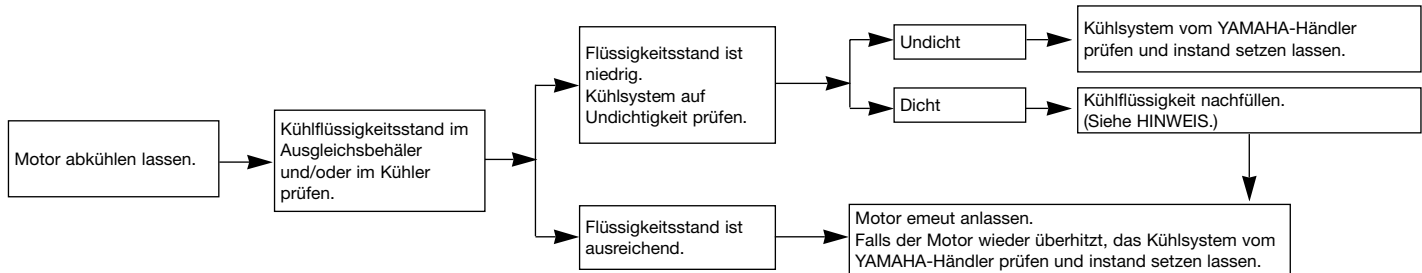 Motor abkühlen lassen.
Kühlflüssigkeitsstand im
Ausgleichsbehäler
und/oder im Kühler
prüfen.
Flüssigkeitsstand ist
niedrig.
Kühlsystem auf
Undichtigkeit prüfen.
Undicht
Kühlsystem vom YAMAHA-Händler
prüfen und instand setzen lassen.
Dicht
Kühlflüssigkeit nachfüllen.
(Siehe HINWEIS.)
Flüssigkeitsstand ist
ausreichend.
Motor emeut anlassen.
Falls der Motor wieder überhitzt, das Kühlsystem vom
YAMAHA-Händler prüfen und instand setzen lassen.